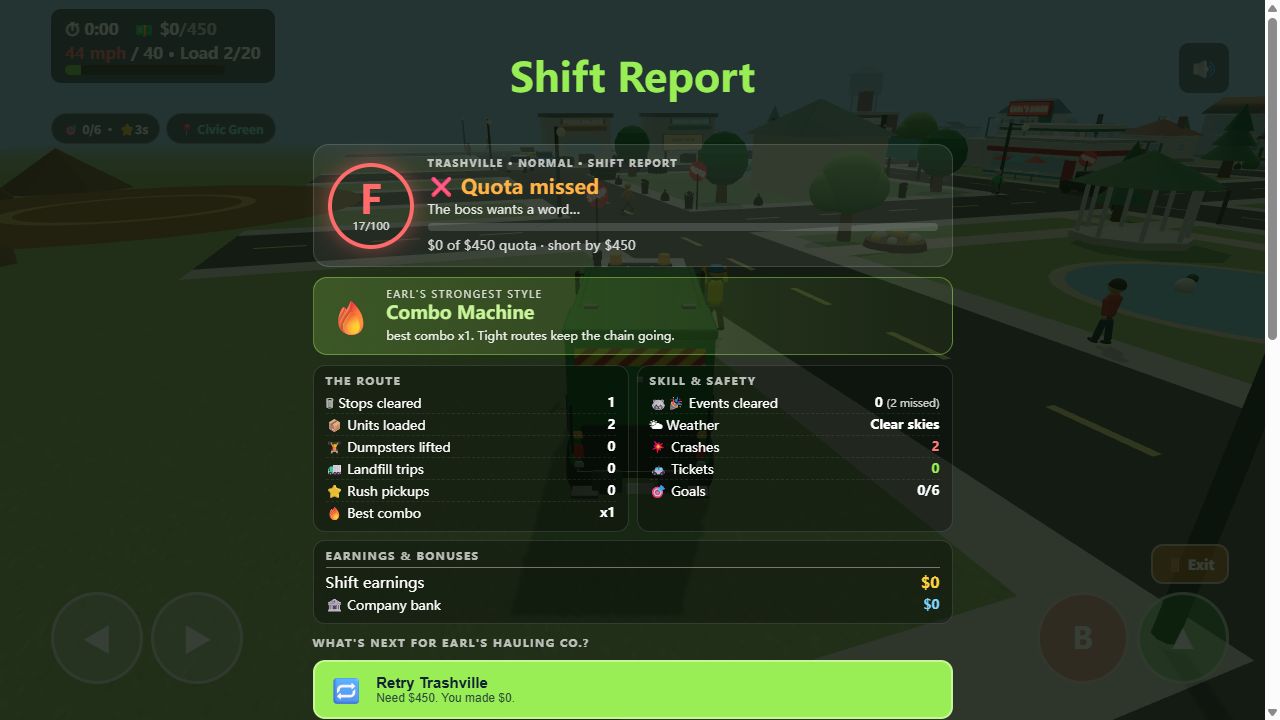 0:00 $0/450
44 mph / 40 • Load 2/20
0/6 • 3s
Civic Green
Shift Report
F
17/100
TRASHVILLE • NORMAL • SHIFT REPORT
Quota missed
The boss wants a word...
$0 of $450 quota · short by $450
EARL'S STRONGEST STYLE
Combo Machine
best combo x1. Tight routes keep the chain going.
THE ROUTE
Stops cleared 1
Units loaded 2
Dumpsters lifted 0
Landfill trips 0
Rush pickups 0
Best combo x1
SKILL & SAFETY
Events cleared 0 (2 missed)
Weather Clear skies
Crashes 2
Tickets 0
Goals 0/6
EARNINGS & BONUSES
Shift earnings $0
Company bank $0
Exit
B
WHAT'S NEXT FOR EARL'S HAULING CO.?
Retry Trashville
Need $450. You made $0.